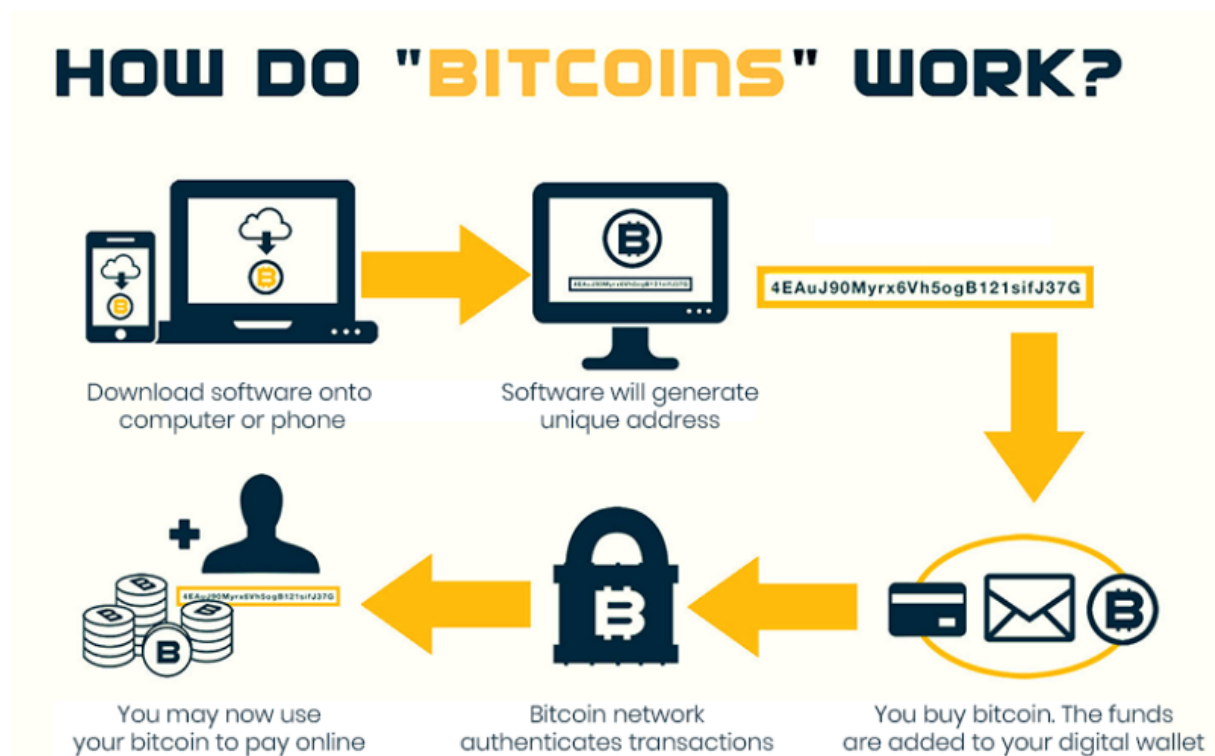 HOW DO "BITCOINS" WORK?
4EAuJ90Myrx6Vh5ogB121sifJ37G
4EAuJ90Myrx6Vh5ogB121sifJ37G
Download software onto
computer or phone
Software will generate
unique address
4EAuJ90Myrx6Vh5ogB121sifJ37G
You may now use
your bitcoin to pay online
Bitcoin network
authenticates transactions
You buy bitcoin. The funds
are added to your digital wallet